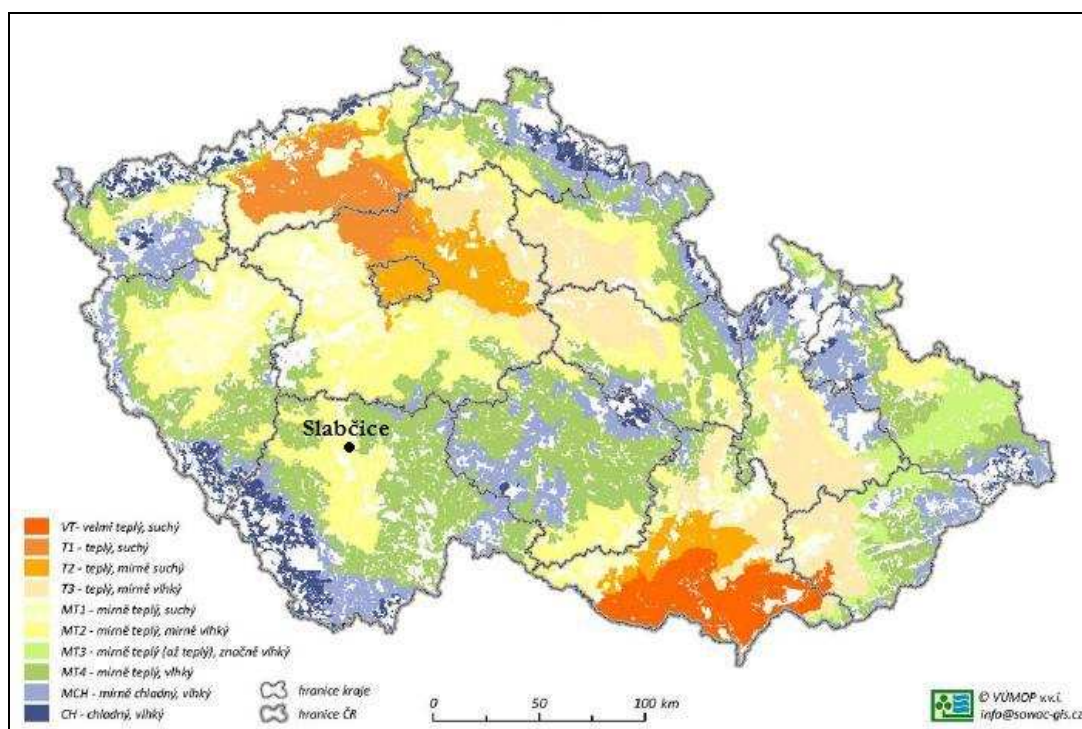 Slabčice
VT- velmi teplý, suchý
T1 - teplý, suchý
T2 - teplý, mírně suchý
T3 - teplý, mírně vlhký
MT1 - mírně teplý, suchý
MT2 - mírně teplý, mírně vlhký
MT3 - mírně teplý (až teplý), značně vlhký
MT4 - mírně teplý, vlhký
MCH - mírně chladný, vlhký
CH - chladný, vlhký
hranice kraje
hranice ČR
0 50 100 km
© VÚMOP v.v.i.
info@sowac-gis.cz